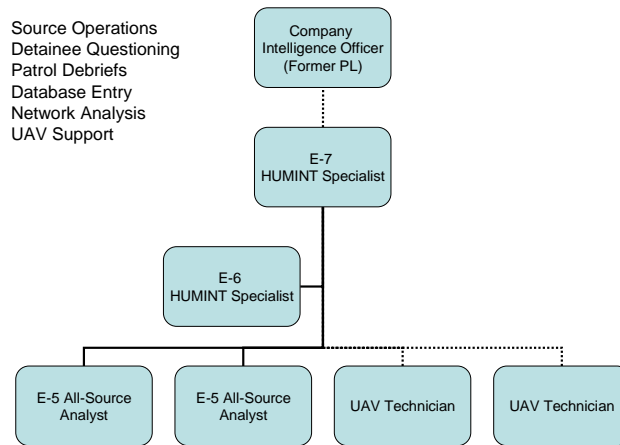 Source Operations
Detainee Questioning
Patrol Debriefs
Database Entry
Network Analysis
UAV Support
Company
Intelligence Officer
(Former PL)
E-7
HUMINT Specialist
E-6
HUMINT Specialist
E-5 All-Source
Analyst
E-5 All-Source
Analyst
UAV Technician
UAV Technician